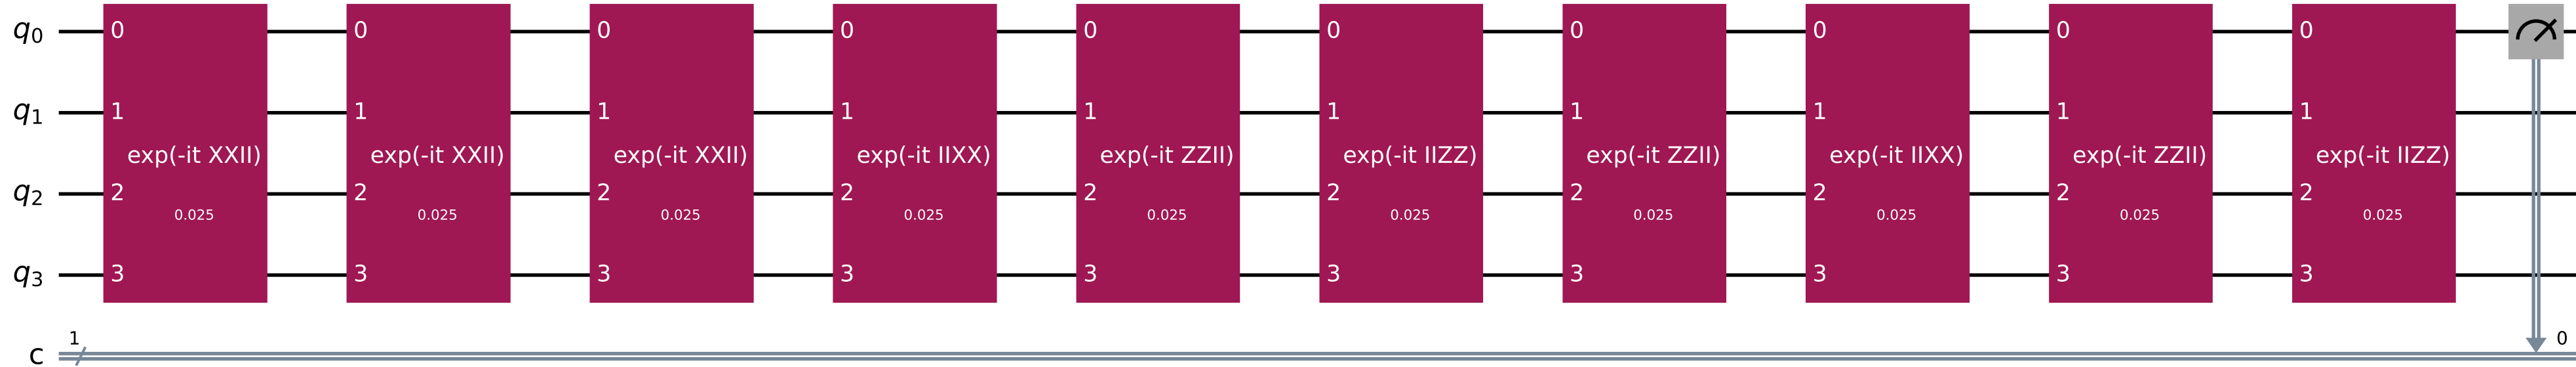 q0 0 0 0 0 0 0 0 0 0 0
q1 1 1 1 1 1 1 1 1 1 1
exp(-it XXII) exp(-it XXII) exp(-it XXII) exp(-it IIXX) exp(-it ZZII) exp(-it IIZZ) exp(-it ZZII) exp(-it IIXX) exp(-it ZZII) exp(-it IIZZ)
q2 2 2 2 2 2 2 2 2 2 2
0.025 0.025 0.025 0.025 0.025 0.025 0.025 0.025 0.025 0.025
q3 3 3 3 3 3 3 3 3 3 3
1 0
c